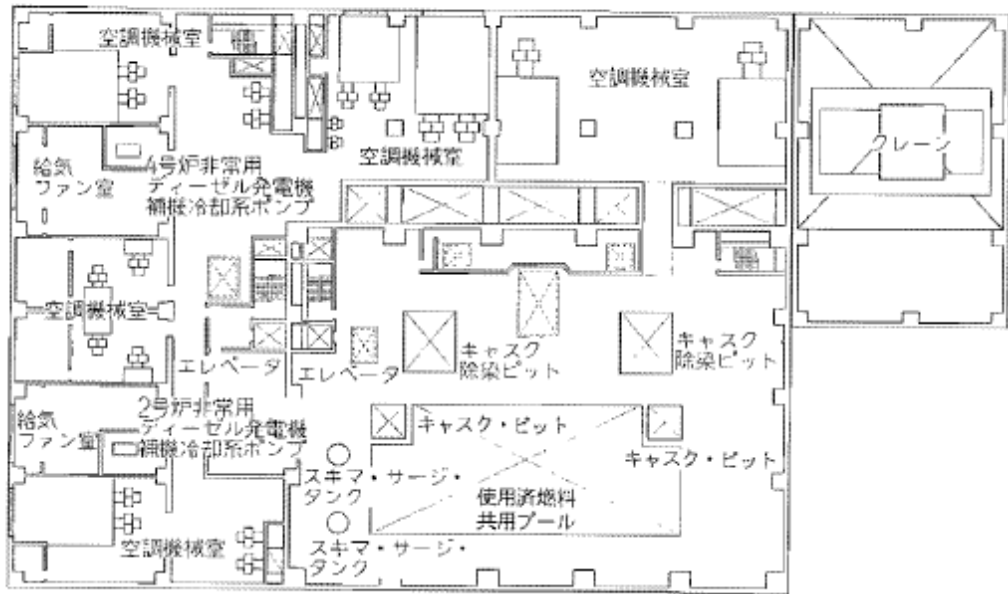 空調機械室
空調機械室
空調機械室
クレーン
給気
ファン室
4号炉非常用
ディーゼル発電機
補機冷却系ポンプ
空調機械室
エレベータ
エレベータ
キャスク
除染ピット
キャスク
除染ピット
給気
ファン室
2号炉非常用
ディーゼル発電機
補機冷却系ポンプ
キャスク・ピット
キャスク・ピット
スキマ・サージ・
タンク
使用済燃料
共用プール
スキマ・サージ・
タンク
空調機械室